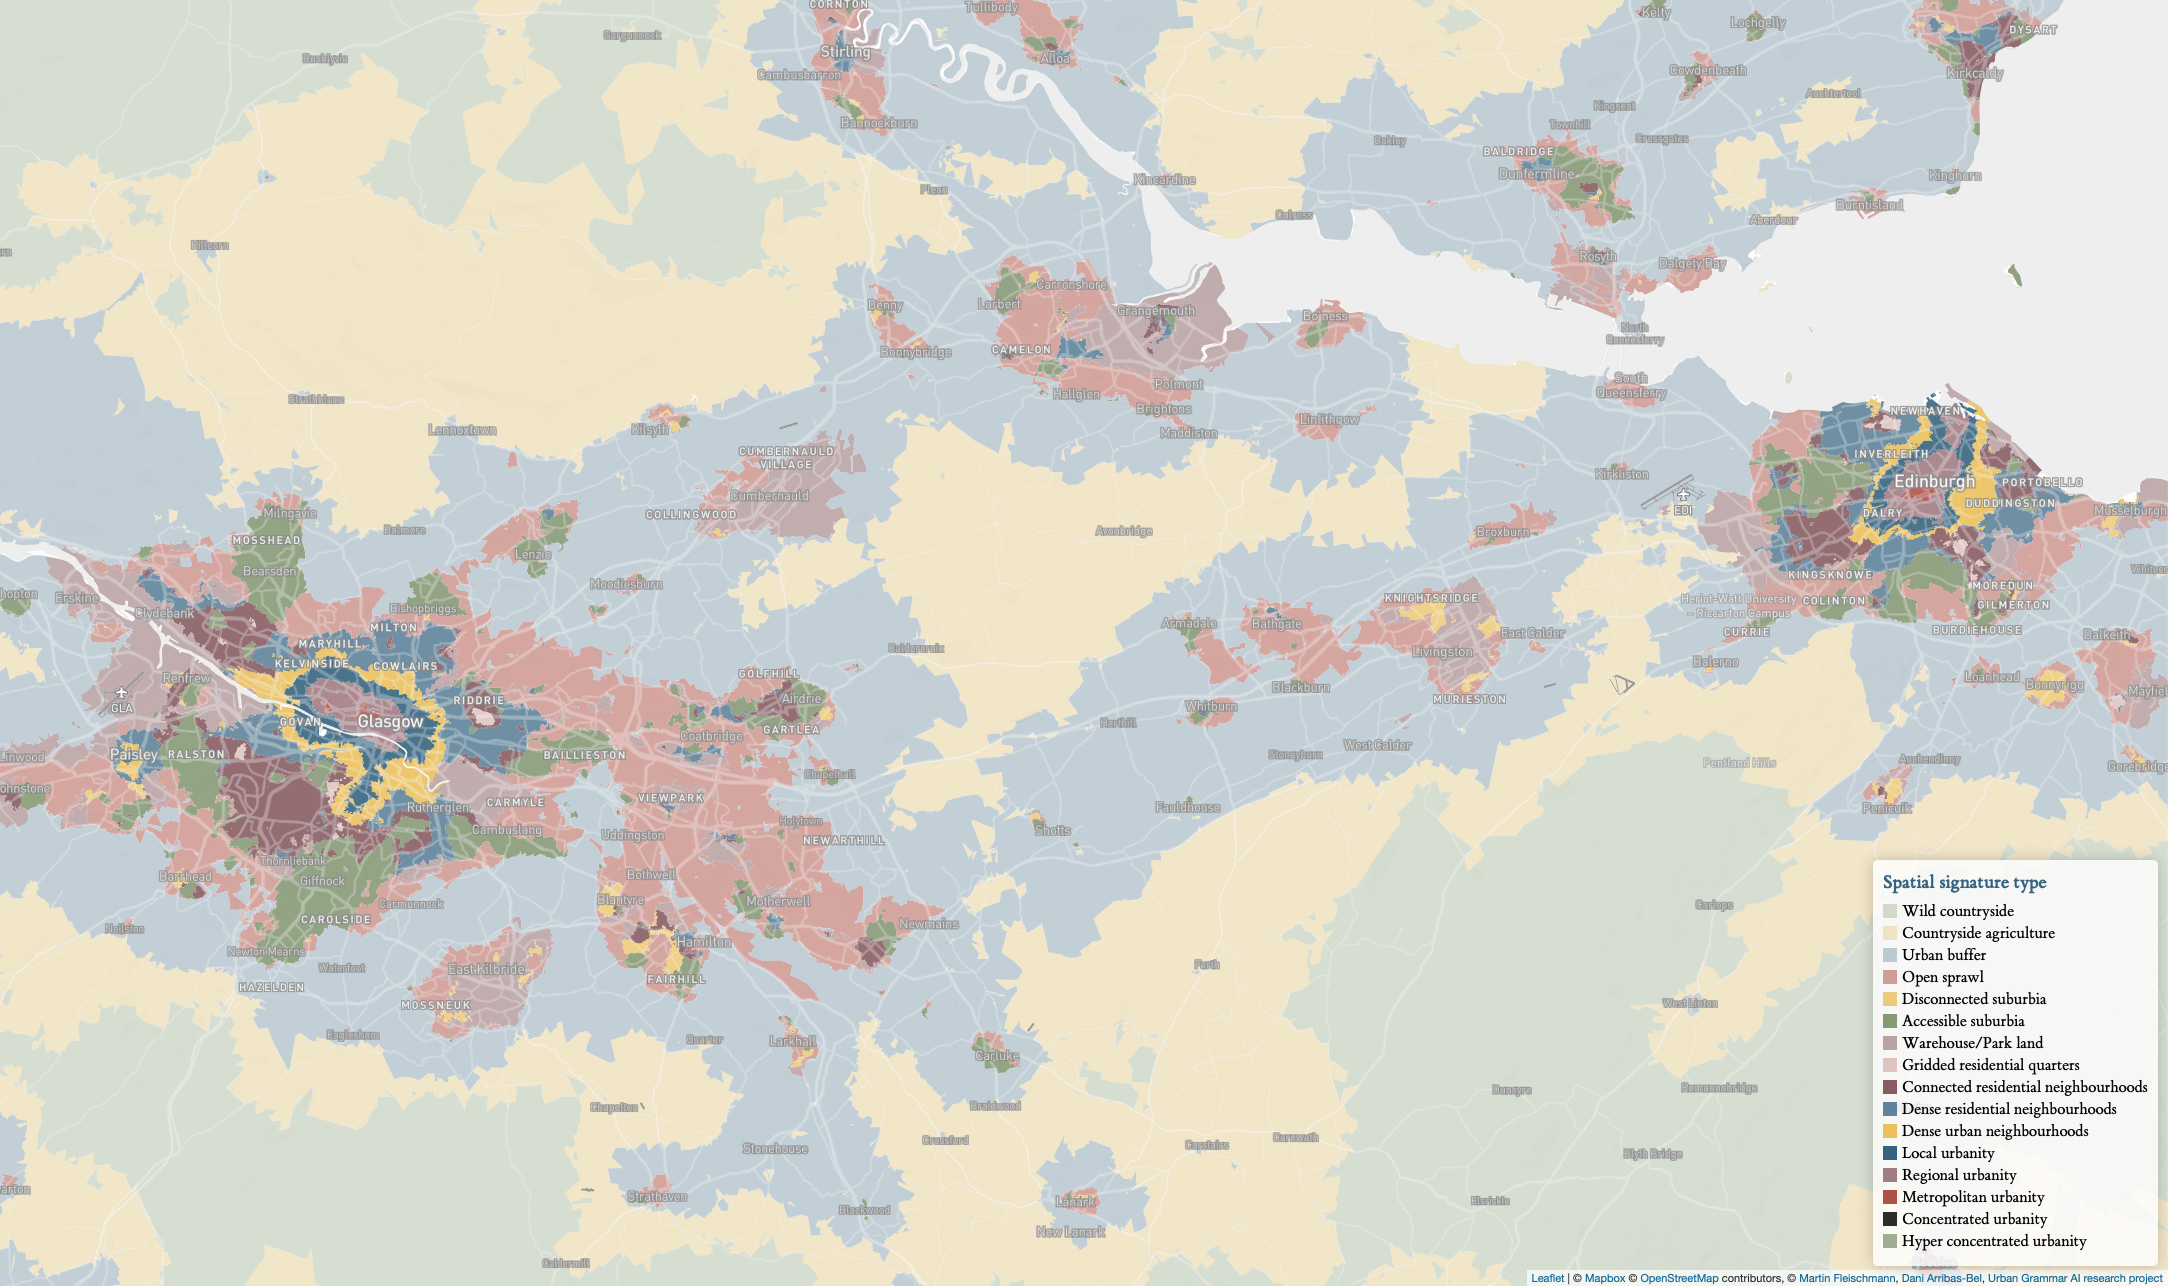 CORNTON
Tullibody
Kelty
Lochgelly
DYSART
Gargunnock
Stirling
Alloa
Buchlyvie
Cambusbarron
Cowdenbeath
Kirkcaldy
Auchtertool
Kingseat
Bannockburn
Townhill
Crossgates
Oakley
BALDRIDGE
Dunfermline
Kinghorn
Plean
Kincardine
Burntisland
Culross
Aberdour
Killearn
Rosyth
Dalgety Bay
Carronshore
Denny
Larbert
Grangemouth
Bo'ness
North
Queensferry
CAMELON
Bonnybridge
South
Queensferry
Polmont
Hallglen
Strathblane
Brightons
NEWHAVEN
Linlithgow
Maddiston
Kilsyth
Lennoxtown
CUMBERNAULD
VILLAGE
INVERLEITH
Kirkliston
Edinburgh
PORTOBELLO
Cumbernauld
DUDDINGSTON
EDI
Musselburgh
Milngavie
COLLINGWOOD
DALRY
Balmore
Avonbridge
Broxburn
MOSSHEAD
Lenzie
Bearsden
KINGSKNOWE
Moodiesburn
MOREDUN
hopton
Erskine
KNIGHTSRIDGE
Heriot-Watt University
- Riccarton Campus
COLINTON
GILMERTON
Clydebank
Bishopbriggs
Armadale
Bathgate
East Calder
CURRIE
BURDIEHOUSE
MILTON
Dalkeith
MARYHILL
Caldercruix
Livingston
KELVINSIDE
COWLAIRS
Balerno
Renfrew
GOLFHILL
Loanhead
Bonnyrigg
Mayfiel
Blackburn
RIDDRIE
Airdrie
MURIESTON
GLA
Whitburn
GOVAN
Glasgow
GARTLEA
Harthill
Coatbridge
West Calder
Linwood
Paisley
RALSTON
BAILLIESTON
Stoneyburn
Pentland Hills
Auchendinny
Gorebridge
Chapelhall
ohnstone
VIEWPARK
Rutherglen
CARMYLE
Fauldhouse
Penicuik
Holytown
Cambuslang
Uddingston
Shotts
NEWARTHILL
Thornliebank
Barrhead
Giffnock
Bothwell
Carmunnock
Blantyre
Motherwell
Carlops
CAROLSIDE
Neilston
Newmains
Hamilton
Newton Mearns
Waterfoot
East Kilbride
Forth
FAIRHILL
HAZELDEN
MOSSNEUK
West Linton
Eaglesham
Quarter
Larkhall
Carluke
Dunsyre
Romannobridge
Chapelton
Braidwood
Crossford
Carstairs
Carnwath
Stonehouse
Blyth Bridge
Strathaven
Lanark
Elsrickle
Blackwood
New Lanark
Caldermill
Spatial signature type
Wild countryside
Countryside agriculture
Urban buffer
Open sprawl
Disconnected suburbia
Accessible suburbia
Warehouse/Park land
Gridded residential quarters
Connected residential neighbourhoods
Dense residential neighbourhoods
Dense urban neighbourhoods
Local urbanity
Regional urbanity
Metropolitan urbanity
Concentrated urbanity
Hyper concentrated urbanity
Leaflet | © Mapbox © OpenStreetMap contributors, © Martin Fleischmann, Dani Arribas-Bel, Urban Grammar AI research project